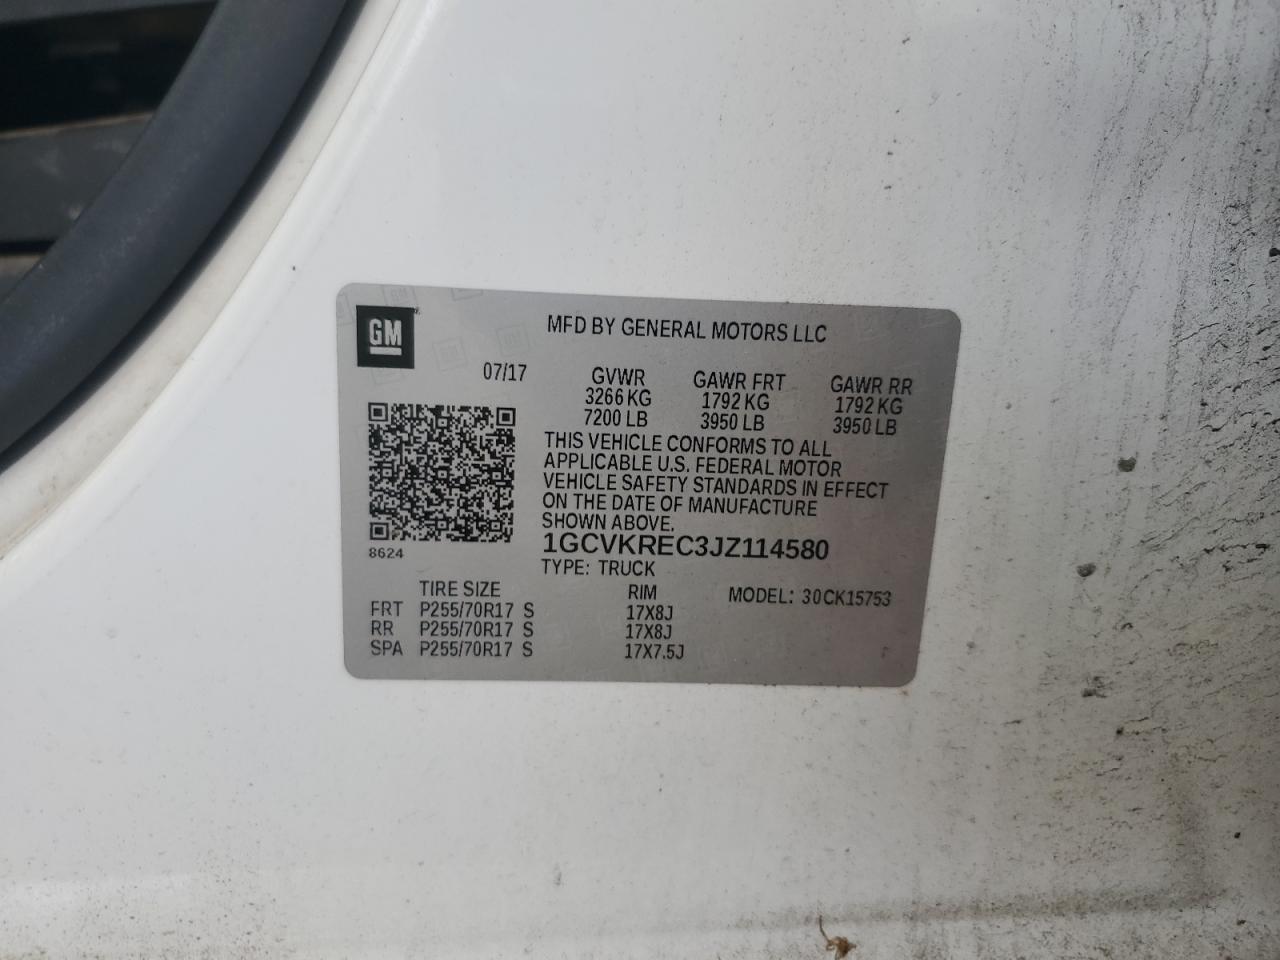 GM
MFD BY GENERAL MOTORS LLC
07/17
GVWR GAWR FRT GAWR RR
3266 KG 1792 KG 1792 KG
7200 LB 3950 LB 3950 LB
THIS VEHICLE CONFORMS TO ALL
APPLICABLE U.S. FEDERAL MOTOR
VEHICLE SAFETY STANDARDS IN EFFECT
ON THE DATE OF MANUFACTURE
SHOWN ABOVE.
8624
1GCVKREC3JZ114580
TYPE: TRUCK
TIRE SIZE RIM MODEL: 30CK15753
FRT P255/70R17 S 17X8J
RR P255/70R17 S 17X8J
SPA P255/70R17 S 17X7.5J